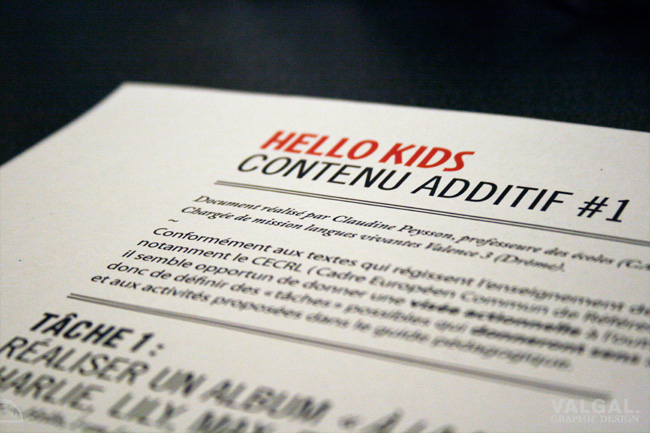 HELLO KIDS
CONTENU ADDITIF #1
Document réalisé par Claudine Peysson, professeure des écoles
Chargée de mission langues vivantes Valence 3 (Drôme).
~
Conformément aux textes qui régissent l'enseignement
notamment le CECRL (Cadre Européen Commun de
il semble opportun de donner une visée actionnelle à
donc de définir des « tâches » possibles qui donneront sens
et aux activités proposées dans le guide pédagogique.
TÂCHE 1 :
RÉALISER UN ALBUM «
LILY, MAX
VALGAL.
GRAPHIC DESIGN